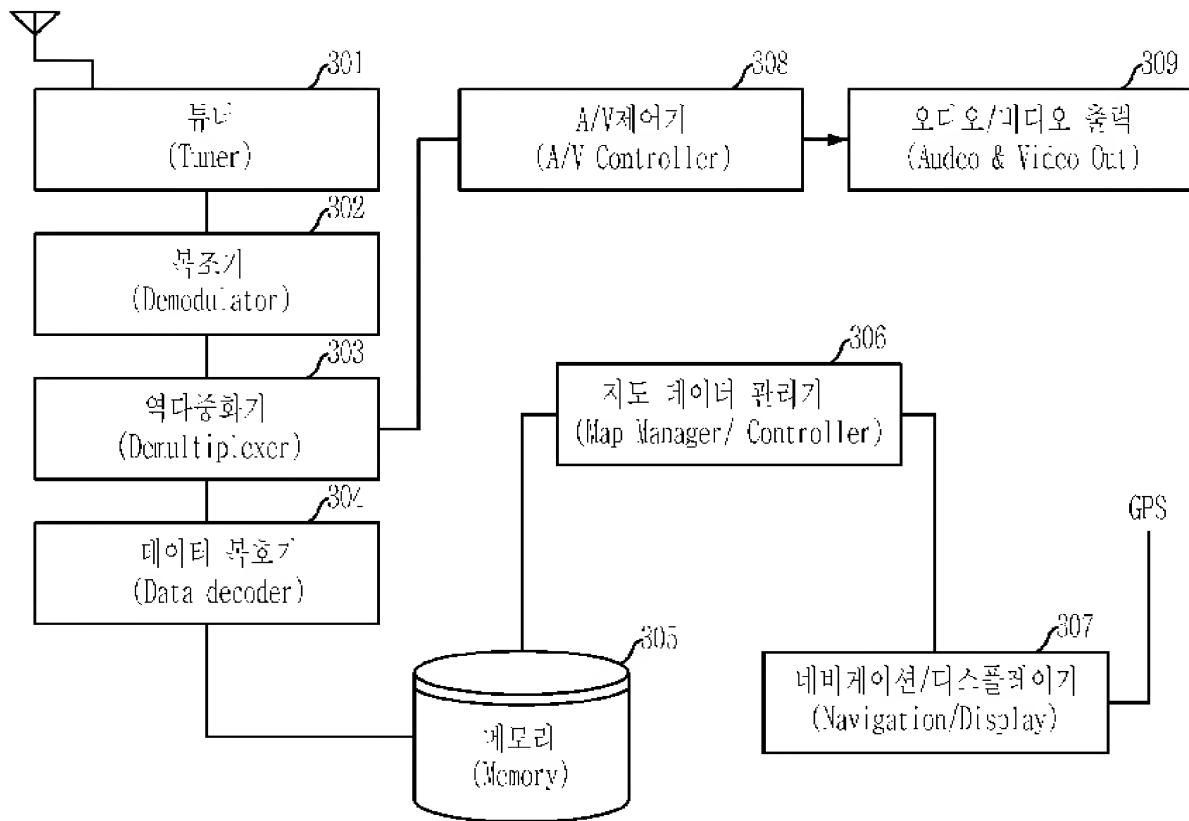 301
튜너
(Tuner)
302
복조기
(Demodulator)
303
역다중화기
(Demultiplexer)
304
데이터 복호기
(Data decoder)
305
메모리
(Memory)
306
지도 데이터 관리기
(Map Manager/ Controller)
307
네비게이션/디스플레이기
(Navigation/Display)
GPS
308
A/V제어기
(A/V Controller)
309
오디오/비디오 출력
(Audeo & Video Out)